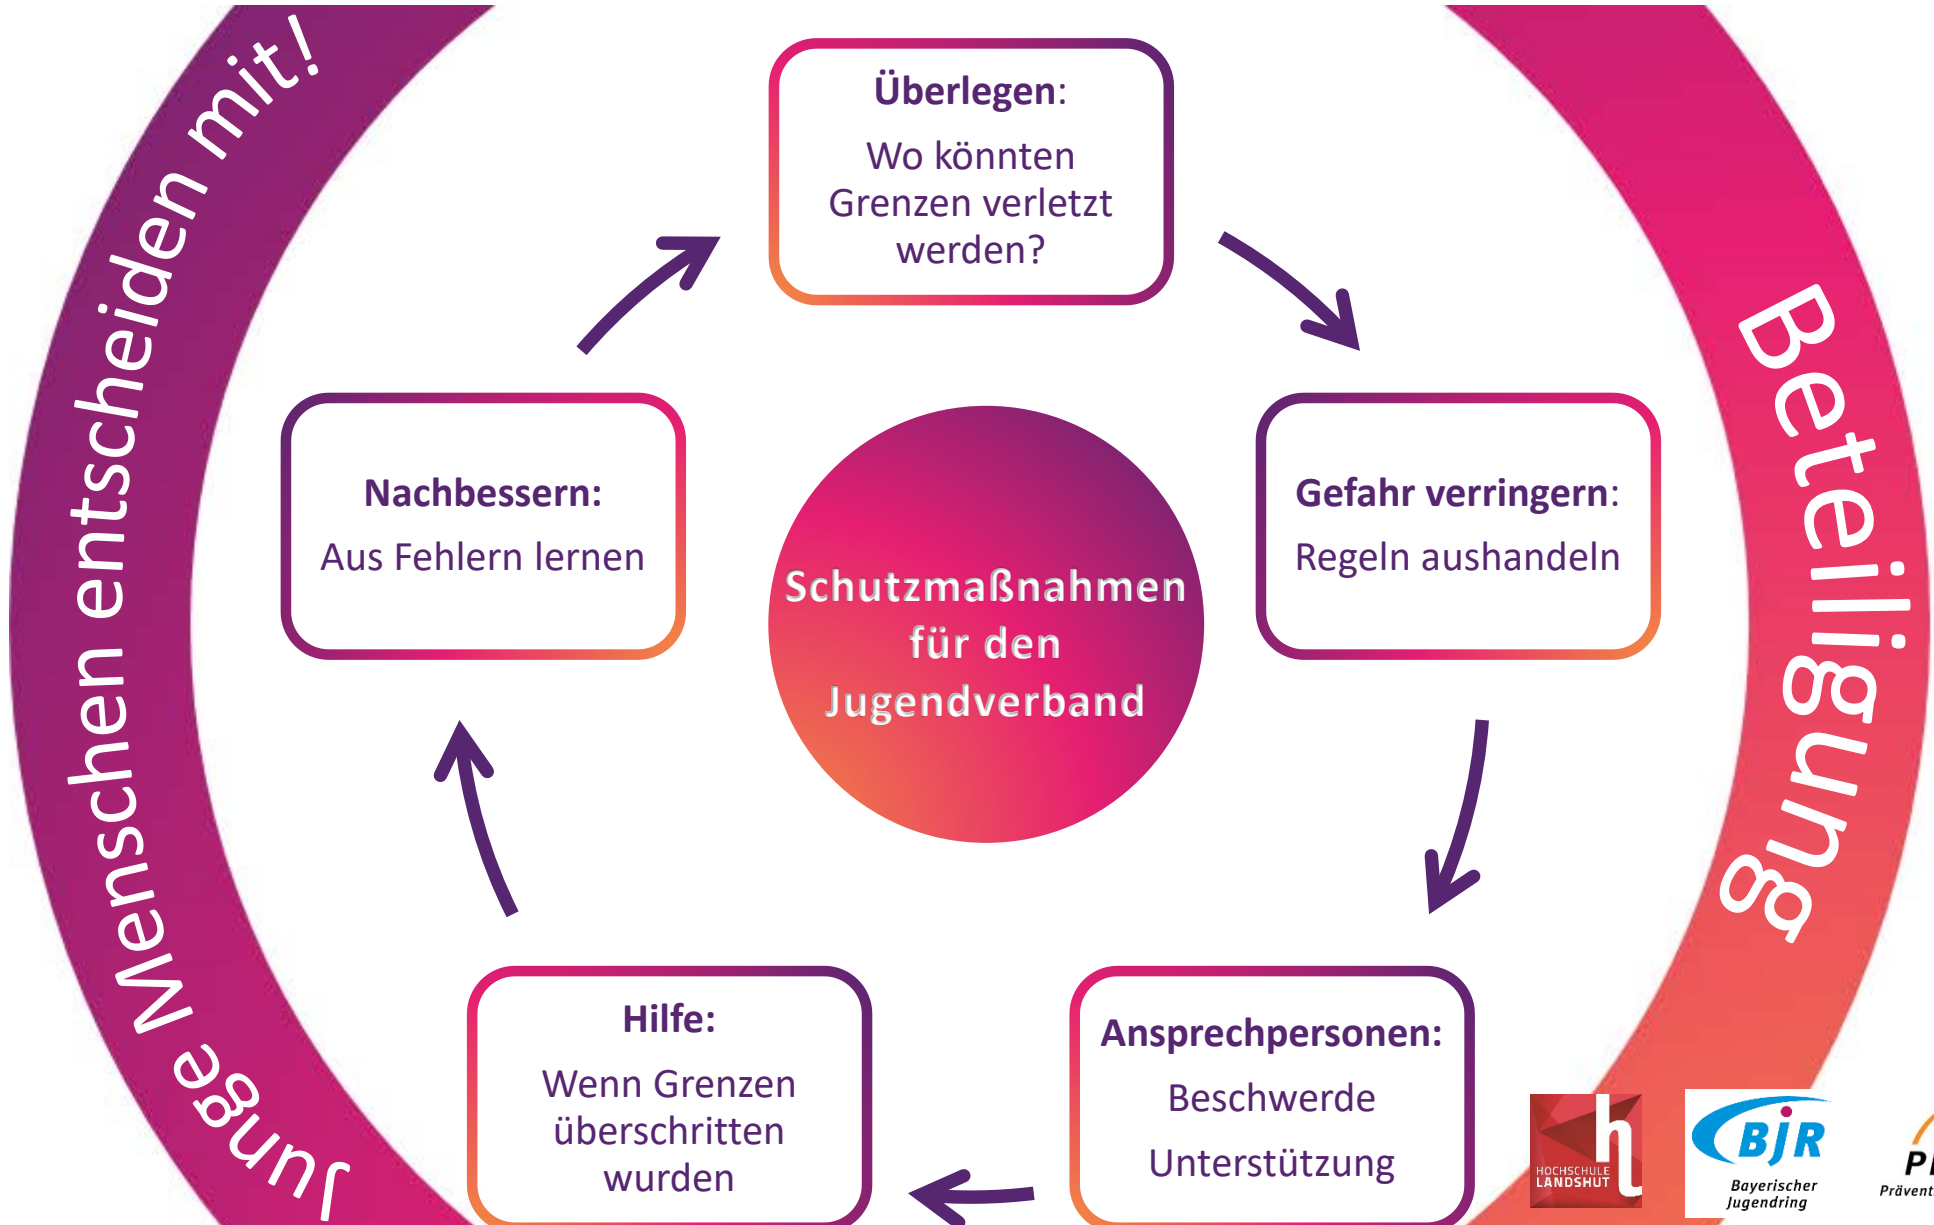 Junge Menschen entscheiden mit!
Überlegen:
Wo könnten
Grenzen verletzt
werden?
Gefahr verringern:
Regeln aushandeln
Ansprechpersonen:
Beschwerde
Unterstützung
Hilfe:
Wenn Grenzen
überschritten
wurden
Nachbessern:
Aus Fehlern lernen
Schutzmaßnahmen
für den
Jugendverband
Beteiligung
h
HOCHSCHULE
LANDSHUT
BJR
Bayerischer
Jugendring